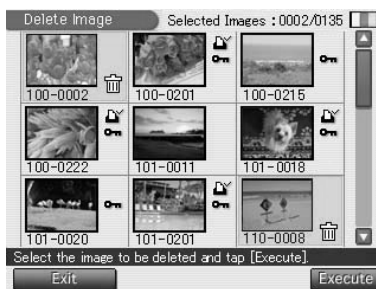 Delete Image
Selected Images : 0002/0135
100-0002
100-0201
100-0215
100-0222
101-0011
101-0018
101-0020
101-0201
110-0008
Select the image to be deleted and tap [Execute].
Exit
Execute